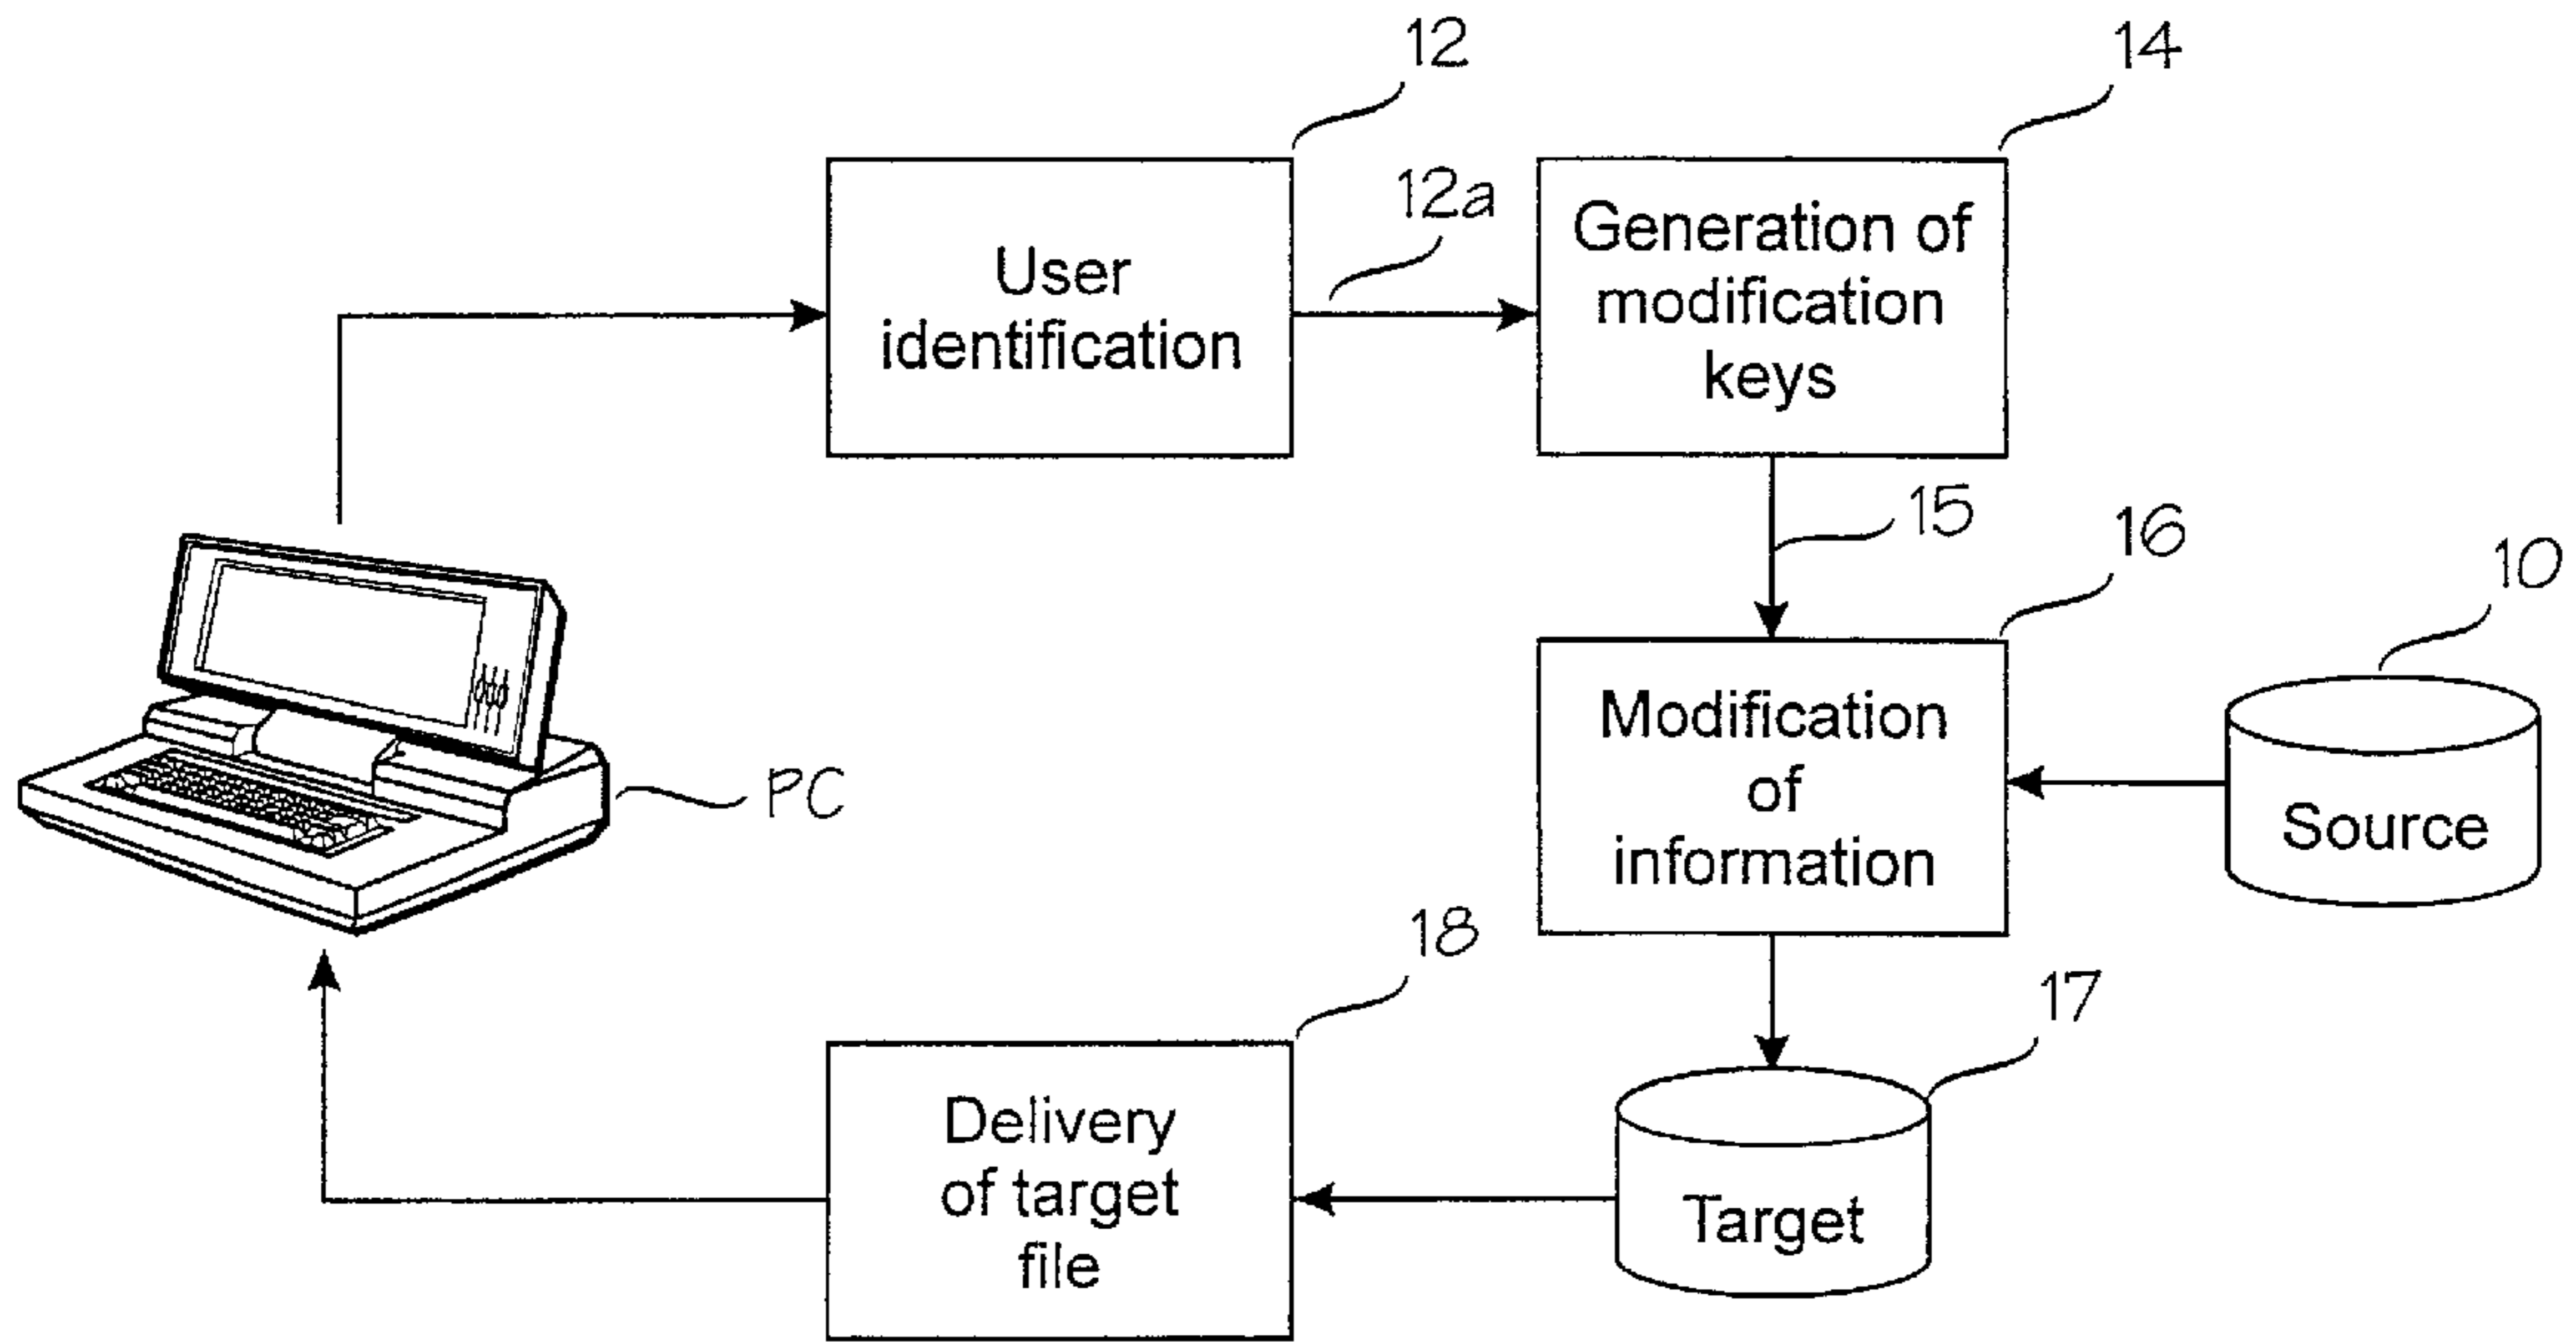 12
14
12a
User
identification
Generation of
modification
keys
15
16
10
Modification
of
information
Source
PC
18
17
Delivery
of target
file
Target